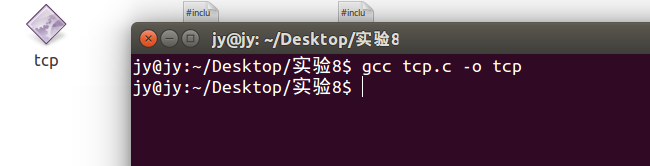 #inclu
#inclu
tcp
jy@jy: ~/Desktop/实验8
jy@jy:~/Desktop/实验8$ gcc tcp.c -o tcp
jy@jy:~/Desktop/实验8$